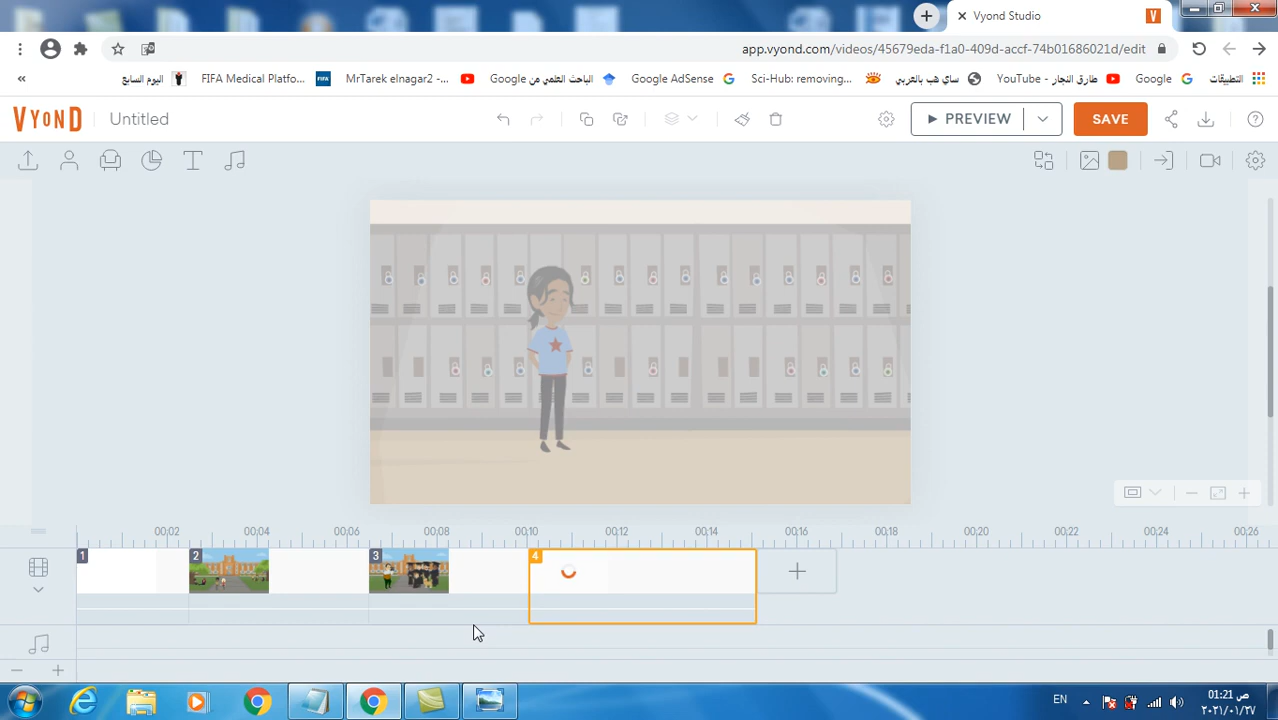 Vyond Studio
app.vyond.com/videos/45679eda-f1a0-409d-accf-74b01686021d/edit
« اليوم السابع FIFA Medical Platfo... MrTarek elnagar2 -... الباحث العلمي من Google Google AdSense Sci-Hub: removing... ساي هب بالعربي طارق النجار - YouTube Google التطبيقات
VYOND Untitled PREVIEW SAVE
00:02 00:04 00:06 00:08 00:10 00:12 00:14 00:16 00:18 00:20 00:22 00:24 00:26
1 2 3 4
EN 01:21 ص
٢٠٢١/٠١/٢٧